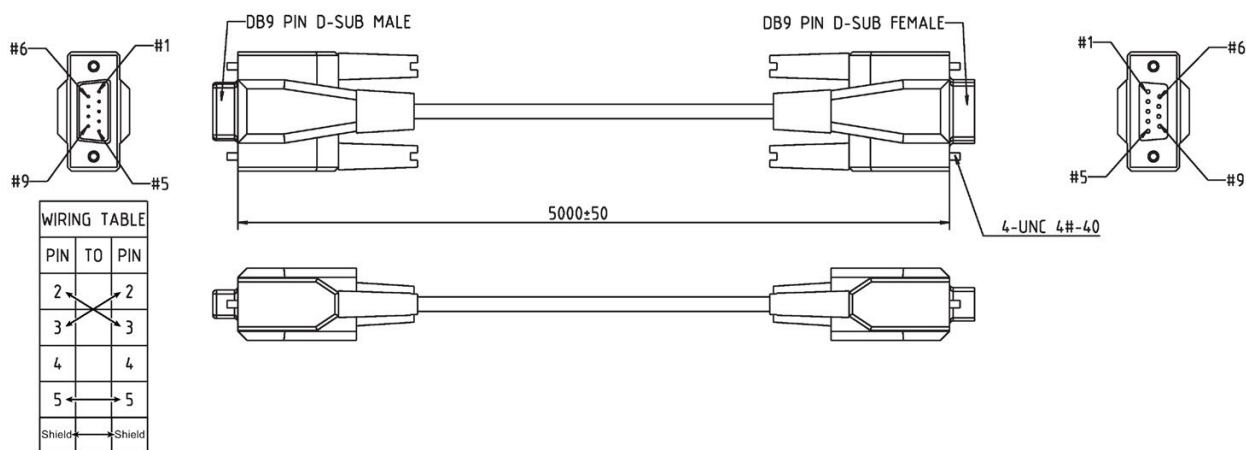 DB9 PIN D-SUB MALE
DB9 PIN D-SUB FEMALE
#6
#1
#1
#6
#9
#5
#5
#9
5000±50
4-UNC 4#-40
WIRING TABLE
PIN TO PIN
2 2
3 3
4 4
5 5
Shield Shield